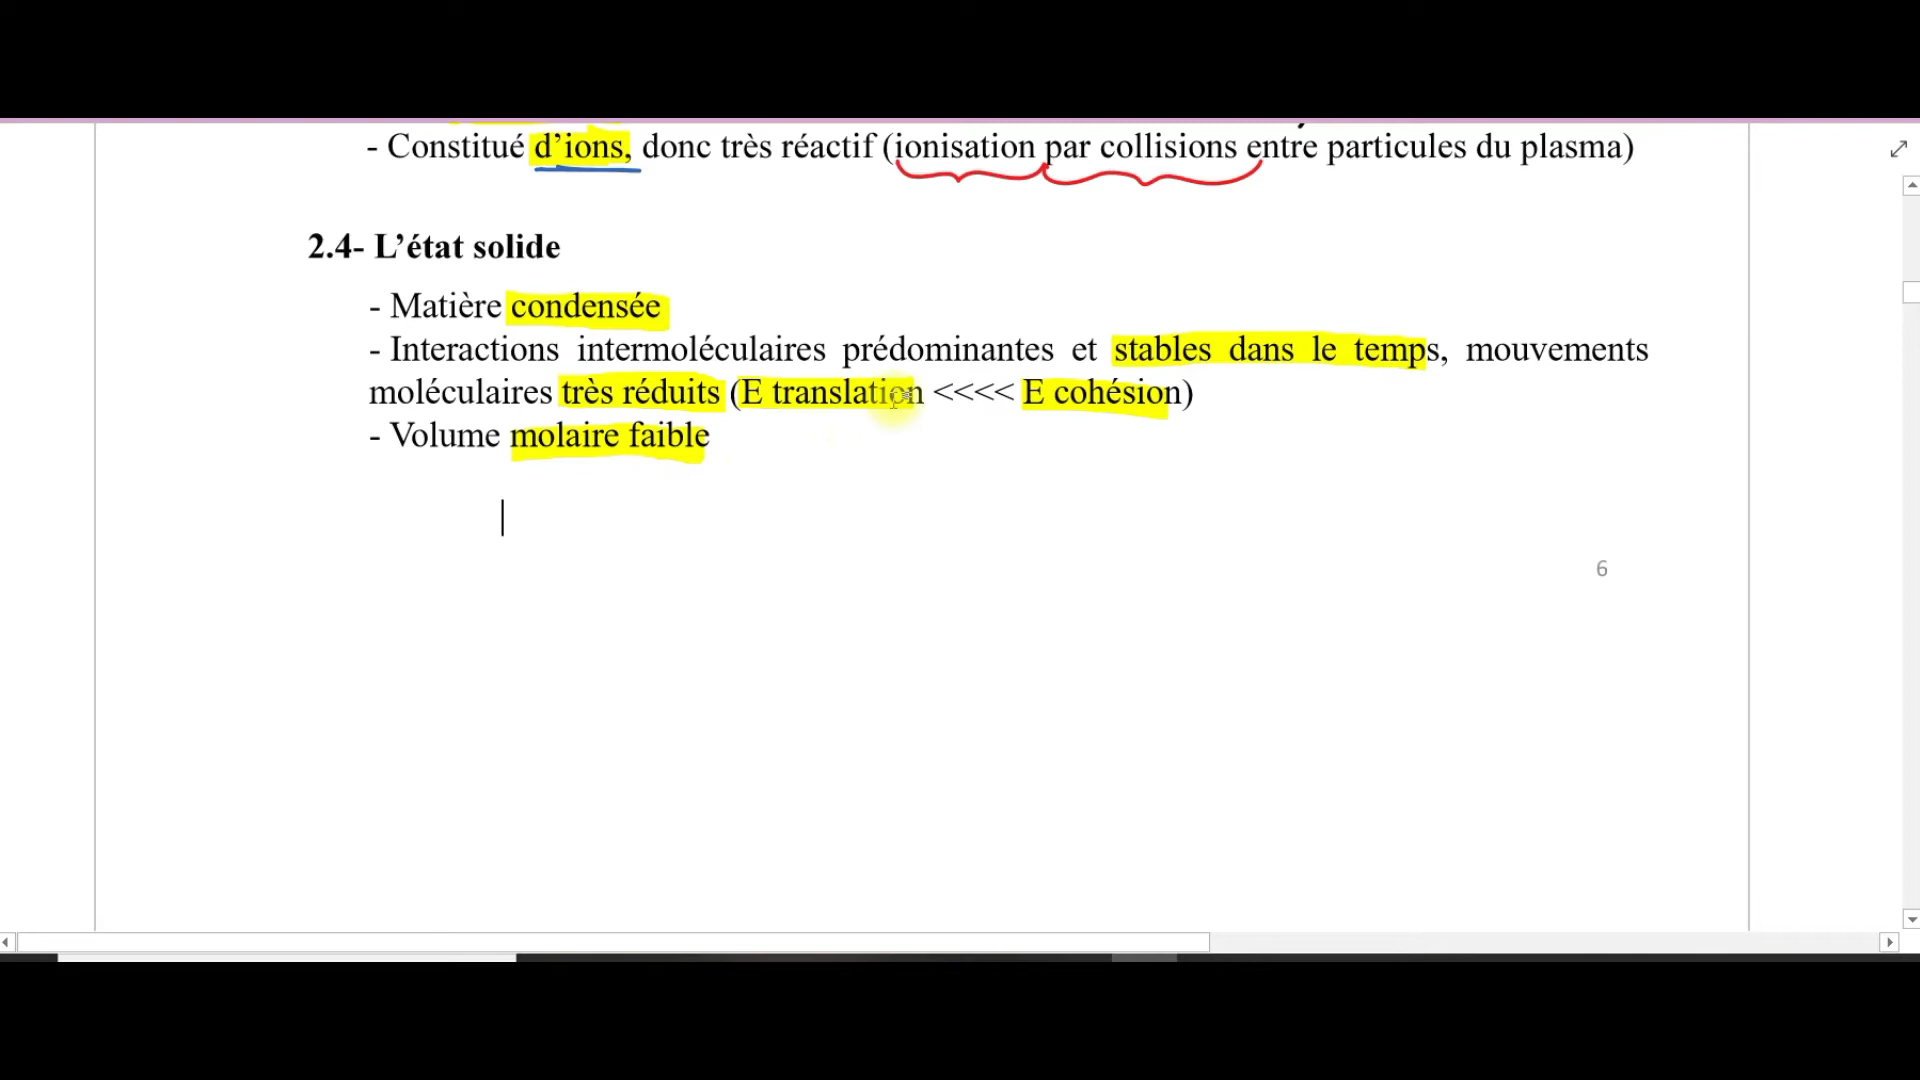 - Constitué d’ions, donc très réactif (ionisation par collisions entre particules du plasma)
2.4- L’état solide
- Matière condensée
- Interactions intermoléculaires prédominantes et stables dans le temps, mouvements
moléculaires très réduits (E translation <<<< E cohésion)
- Volume molaire faible
6